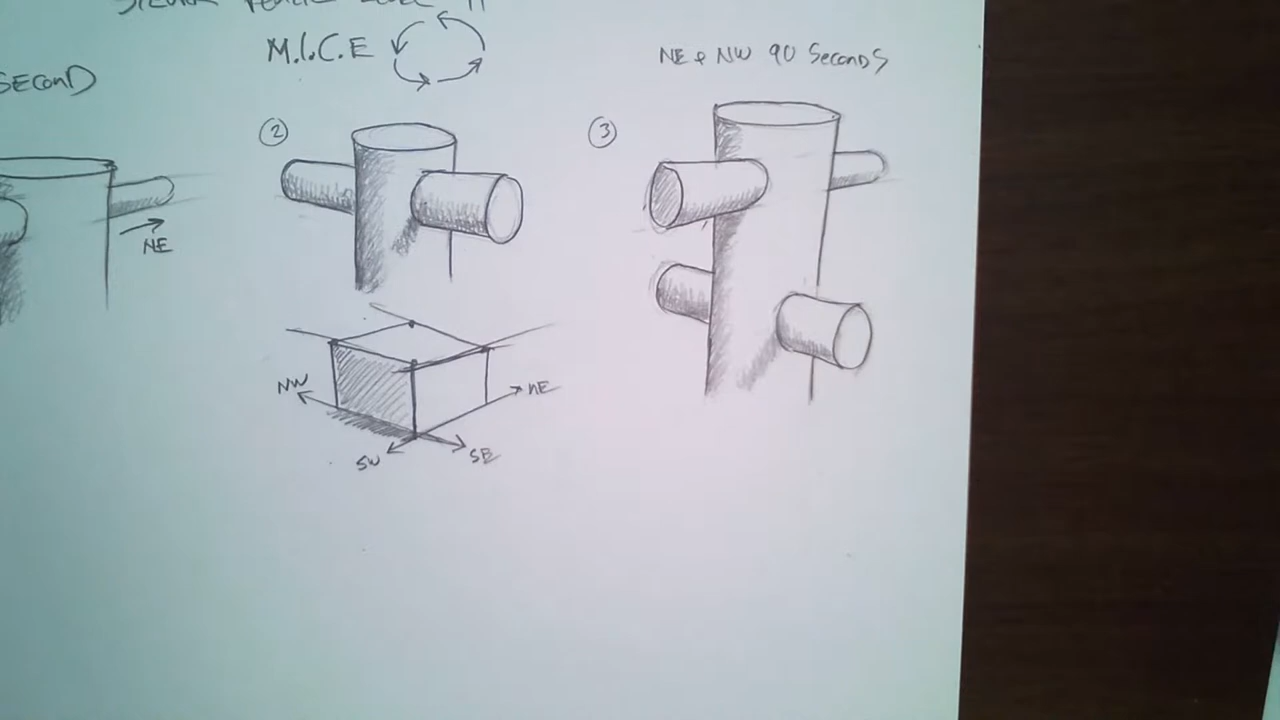 M.I.C.E
NE & NW 90 SeconDS
SEConD
②
③
NE
NW
NE
SW
SE